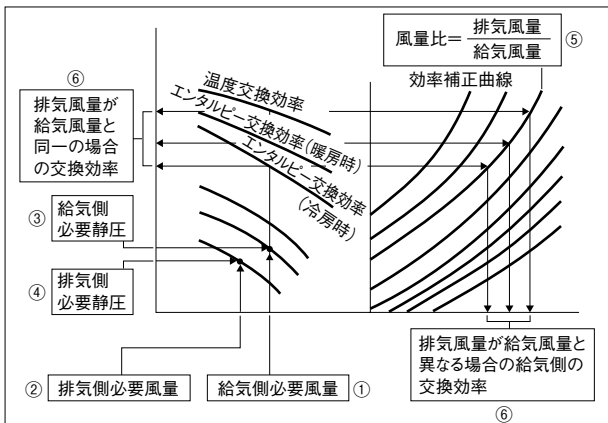 ⑥
排気風量が
給気風量と
同一の場合
の交換効率
③
給気側
必要静圧
④
排気側
必要静圧
②
排気側必要風量
給気側必要風量
①
温度交換効率
エンタルピー交換効率(暖房時)
エンタルピー交換効率
(冷房時)
風量比=排気風量
給気風量
⑤
効率補正曲線
排気風量が給気風量と
異なる場合の給気側の
交換効率
⑥